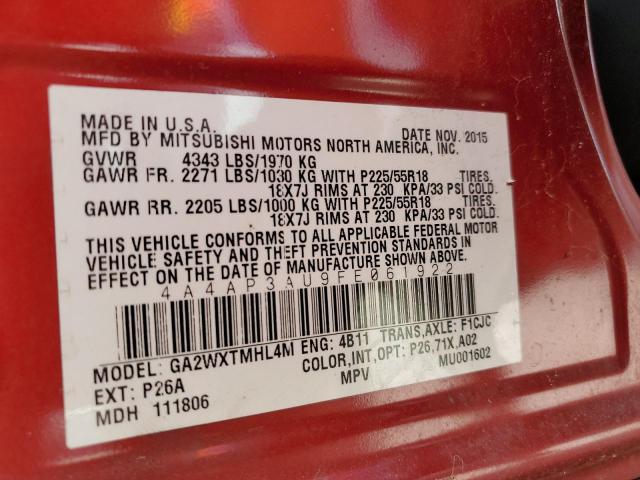 MADE IN U.S.A. DATE NOV. 2015
MFD BY MITSUBISHI MOTORS NORTH AMERICA, INC.
GVWR 4343 LBS/1970 KG
GAWR FR. 2271 LBS/1030 KG WITH P225/55R18 TIRES.
18X7J RIMS AT 230 KPA/33 PSI COLD.
GAWR RR. 2205 LBS/1000 KG WITH P225/55R18 TIRES.
18X7J RIMS AT 230 KPA/33 PSI COLD.
THIS VEHICLE CONFORMS TO ALL APPLICABLE FEDERAL MOTOR
VEHICLE SAFETY AND THEFT PREVENTION STANDARDS IN
EFFECT ON THE DATE OF MANUFACTURE SHOWN ABOVE.
4A4AP3AU9FE061922
MODEL: GA2WXTMHL4M ENG: 4B11 TRANS,AXLE: F1CJC
EXT: P26A COLOR,INT,OPT: P26,71X,A02
MDH 111806 MPV MU001602